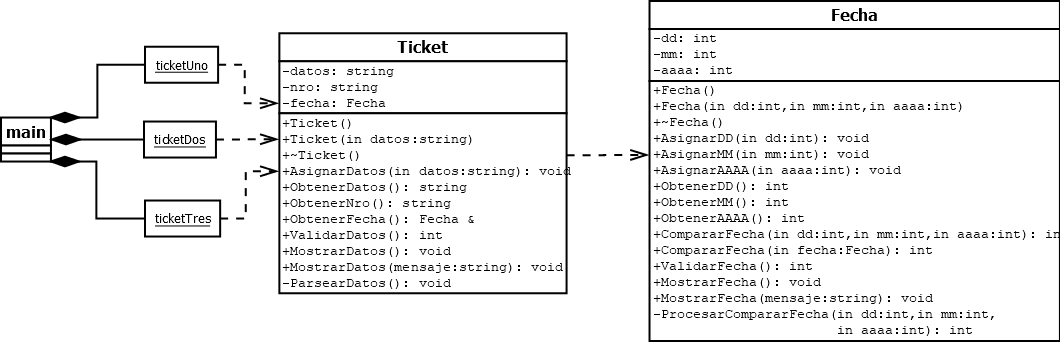 main
ticketUno
ticketDos
ticketTres
Ticket
-datos: string
-nro: string
-fecha: Fecha
+Ticket()
+Ticket(in datos:string)
+~Ticket()
+AsignarDatos(in datos:string): void
+ObtenerDatos(): string
+ObtenerNro(): string
+ObtenerFecha(): Fecha &
+ValidarDatos(): int
+MostrarDatos(): void
+MostrarDatos(mensaje:string): void
-ParsearDatos(): void
Fecha
-dd: int
-mm: int
-aaaa: int
+Fecha()
+Fecha(in dd:int,in mm:int,in aaaa:int)
+~Fecha()
+AsignarDD(in dd:int): void
+AsignarMM(in mm:int): void
+AsignarAAAA(in aaaa:int): void
+ObtenerDD(): int
+ObtenerMM(): int
+ObtenerAAAA(): int
+CompararFecha(in dd:int,in mm:int,in aaaa:int): in
+CompararFecha(in fecha:Fecha): int
+ValidarFecha(): int
+MostrarFecha(): void
+MostrarFecha(mensaje:string): void
-ProcesarCompararFecha(in dd:int,in mm:int,
in aaaa:int): int